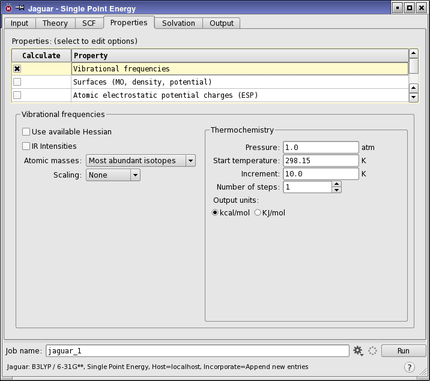 Jaguar - Single Point Energy
Input Theory SCF Properties Solvation Output
Properties: (select to edit options)
Calculate Property
Vibrational frequencies
Surfaces (MO, density, potential)
Atomic electrostatic potential charges (ESP)
Vibrational frequencies
Use available Hessian
IR Intensities
Atomic masses: Most abundant isotopes
Scaling: None
Thermochemistry
Pressure: 1.0 atm
Start temperature: 298.15 K
Increment: 10.0 K
Number of steps: 1
Output units:
kcal/mol KJ/mol
Job name: jaguar_1 Run
Jaguar: B3LYP / 6-31G**, Single Point Energy, Host=localhost, Incorporate=Append new entries ?